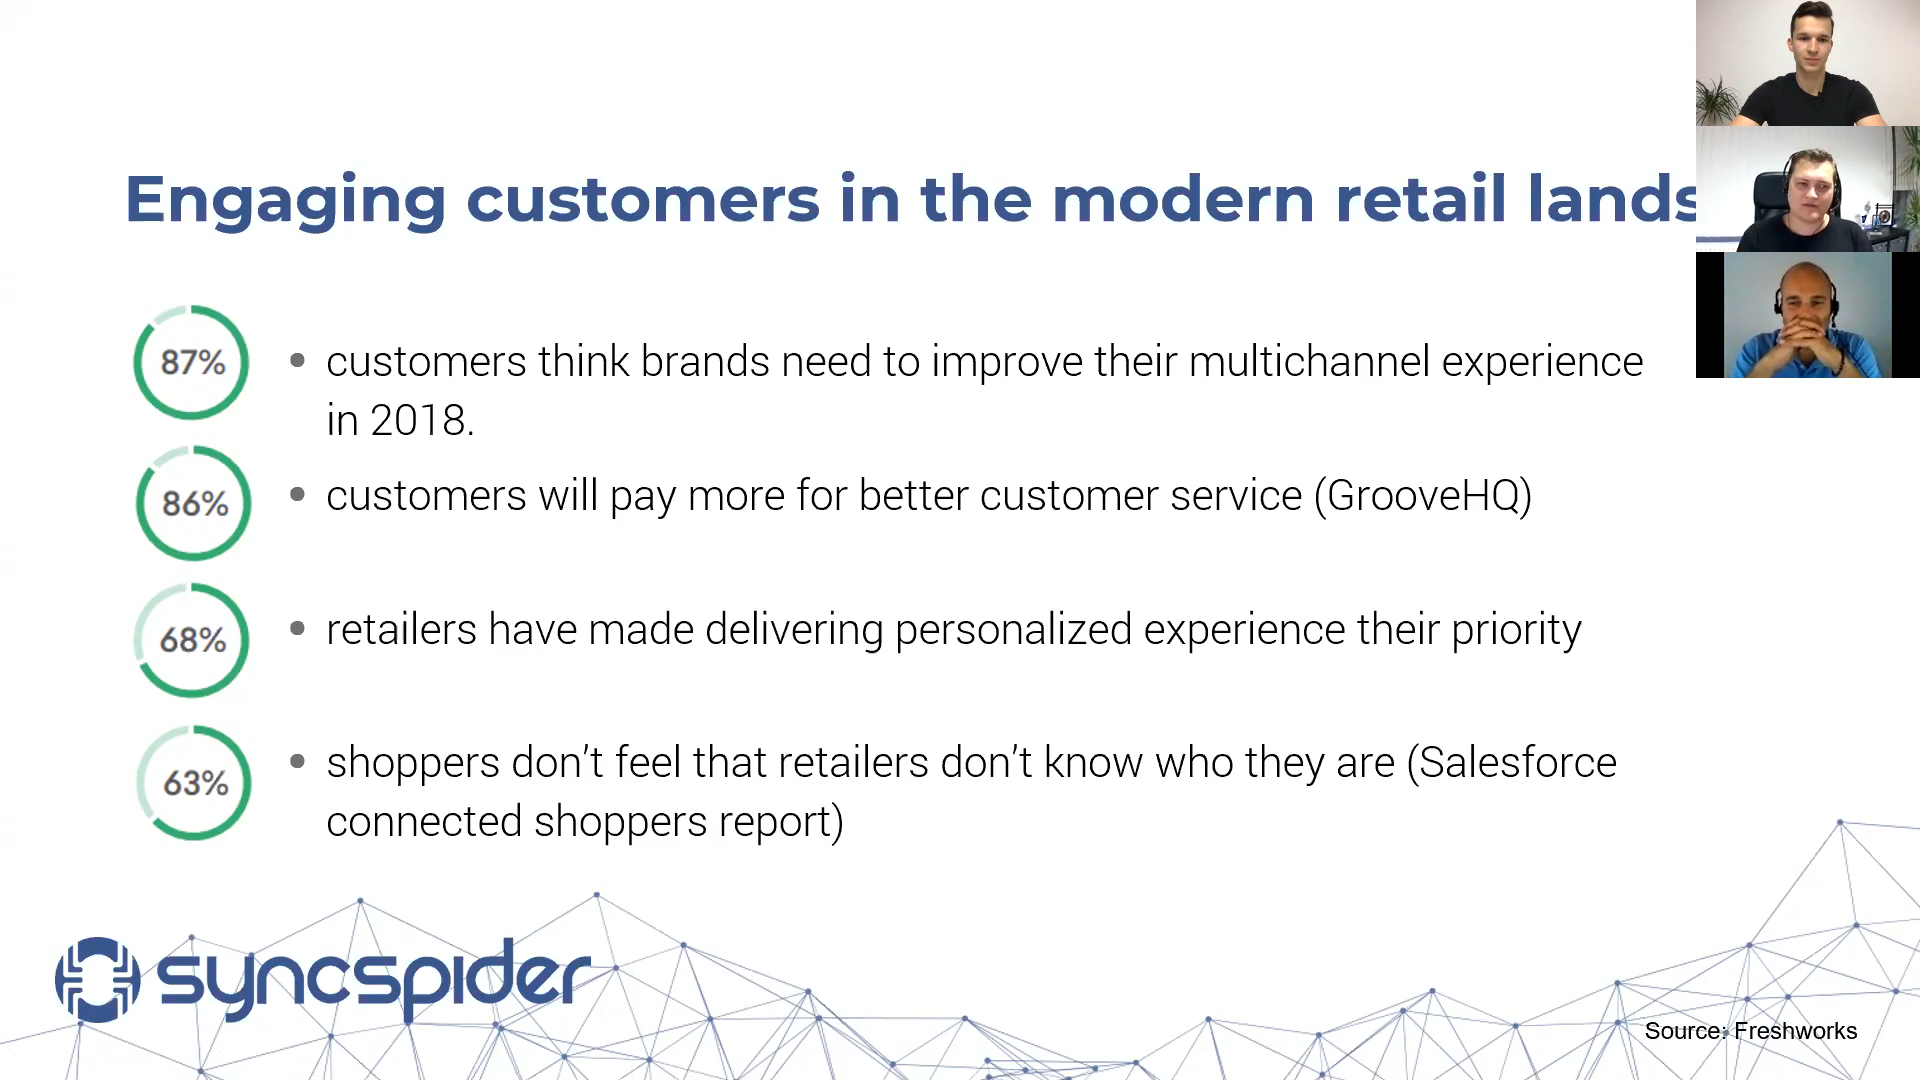 Engaging customers in the modern retail lands
87%
customers think brands need to improve their multichannel experience
in 2018.
86%
customers will pay more for better customer service (GrooveHQ)
68%
retailers have made delivering personalized experience their priority
63%
shoppers don’t feel that retailers don’t know who they are (Salesforce
connected shoppers report)
syncspider
Source: Freshworks